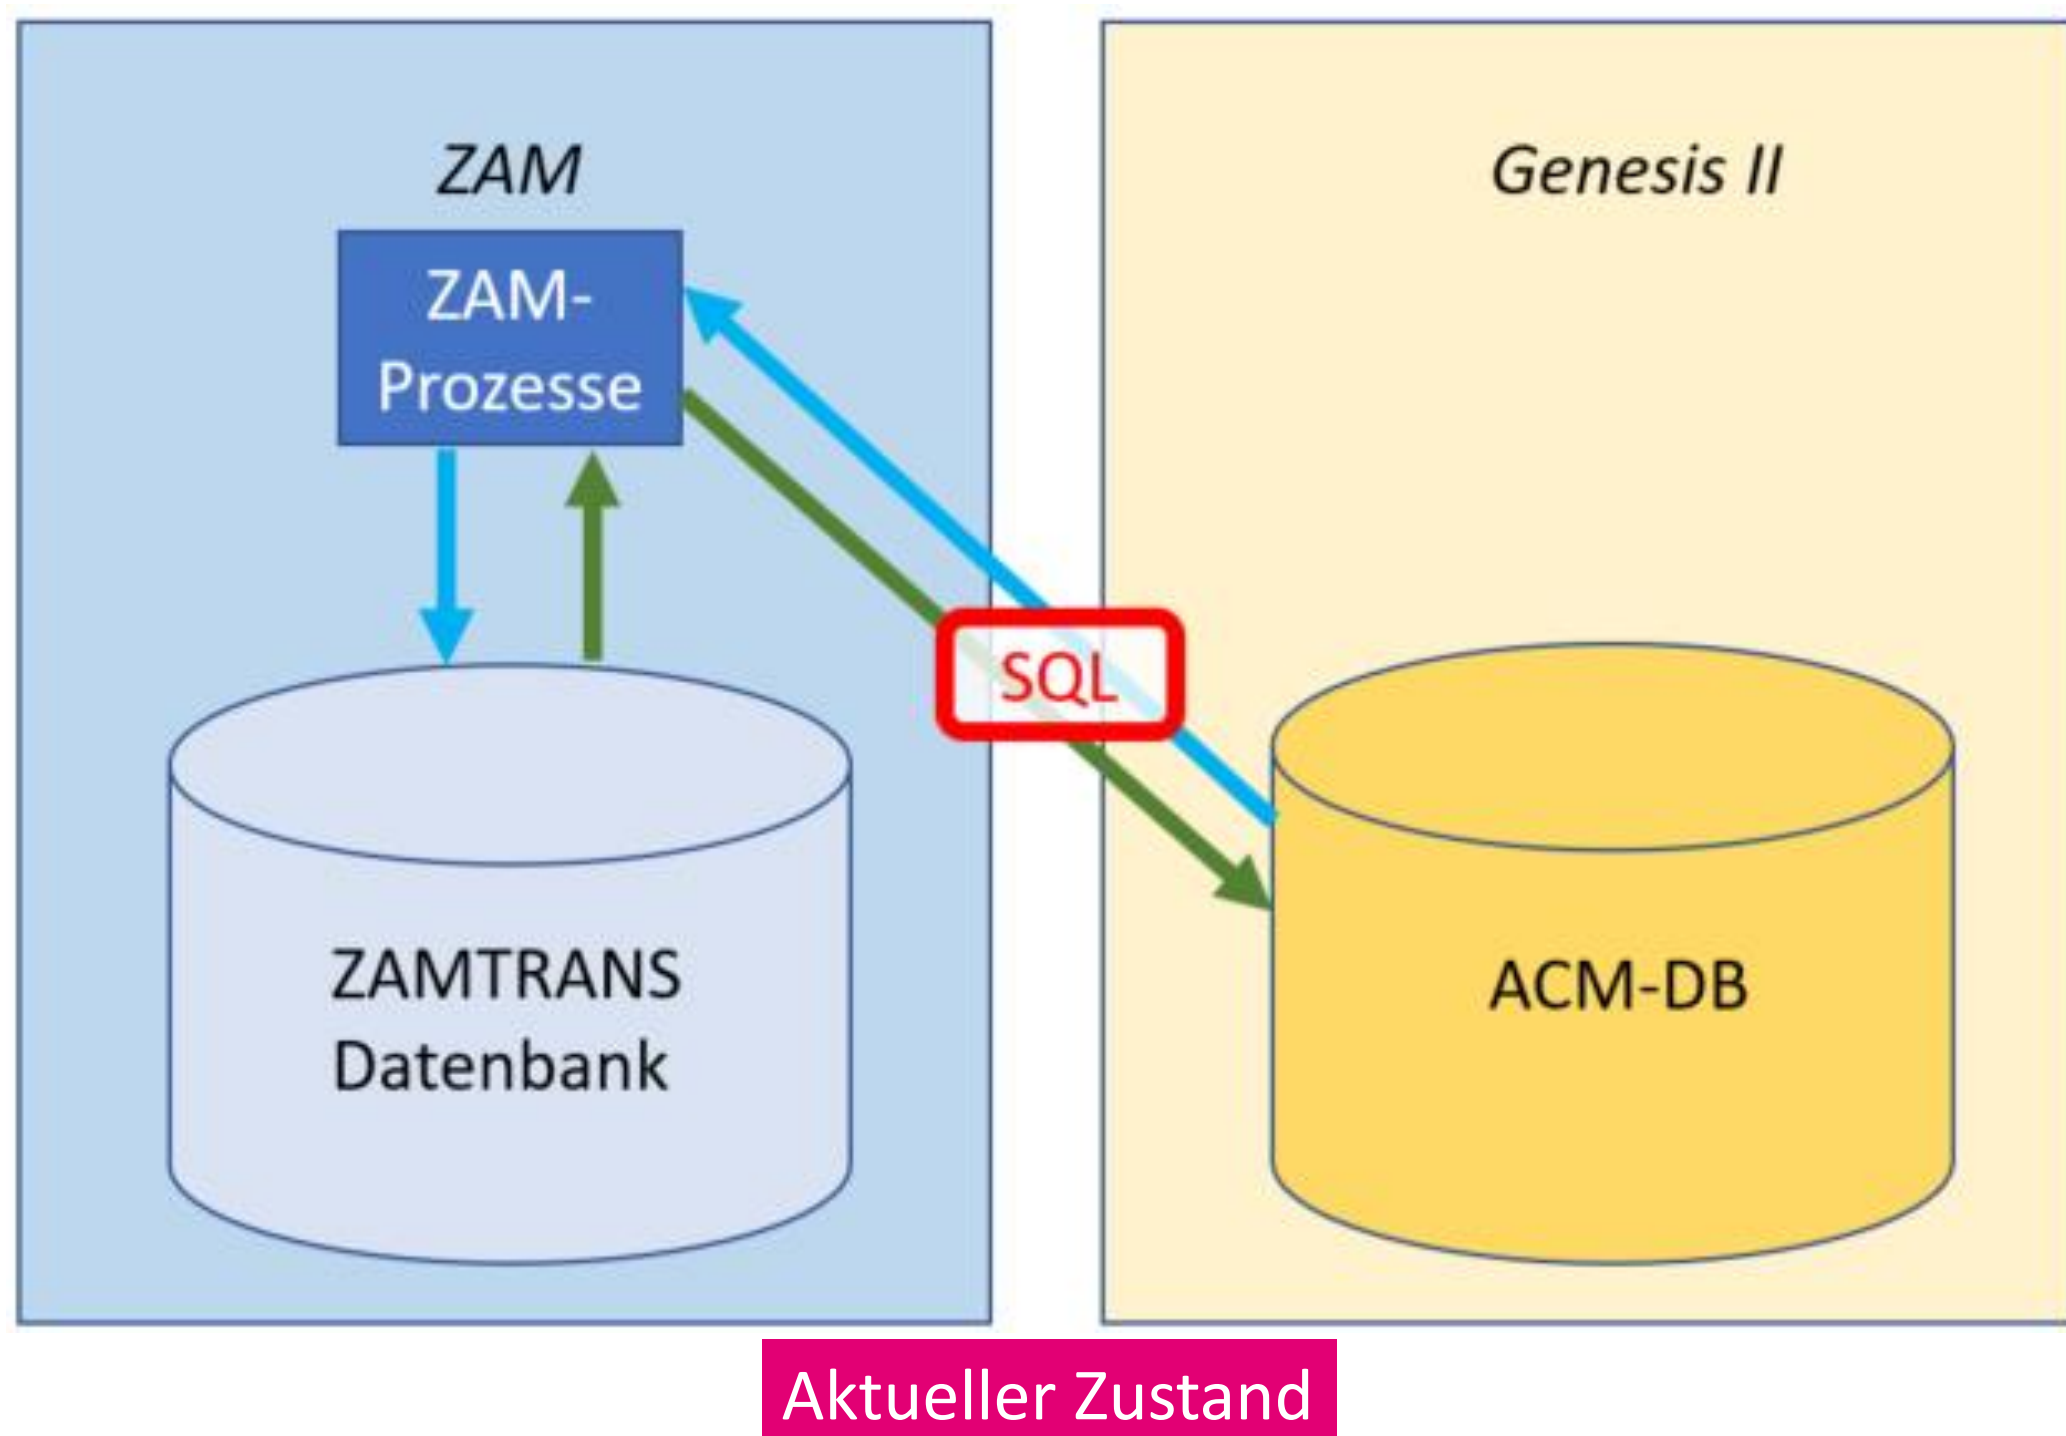 ZAM
Genesis II
ZAM-
Prozesse
SQL
ZAMTRANS
Datenbank
ACM-DB
Aktueller Zustand